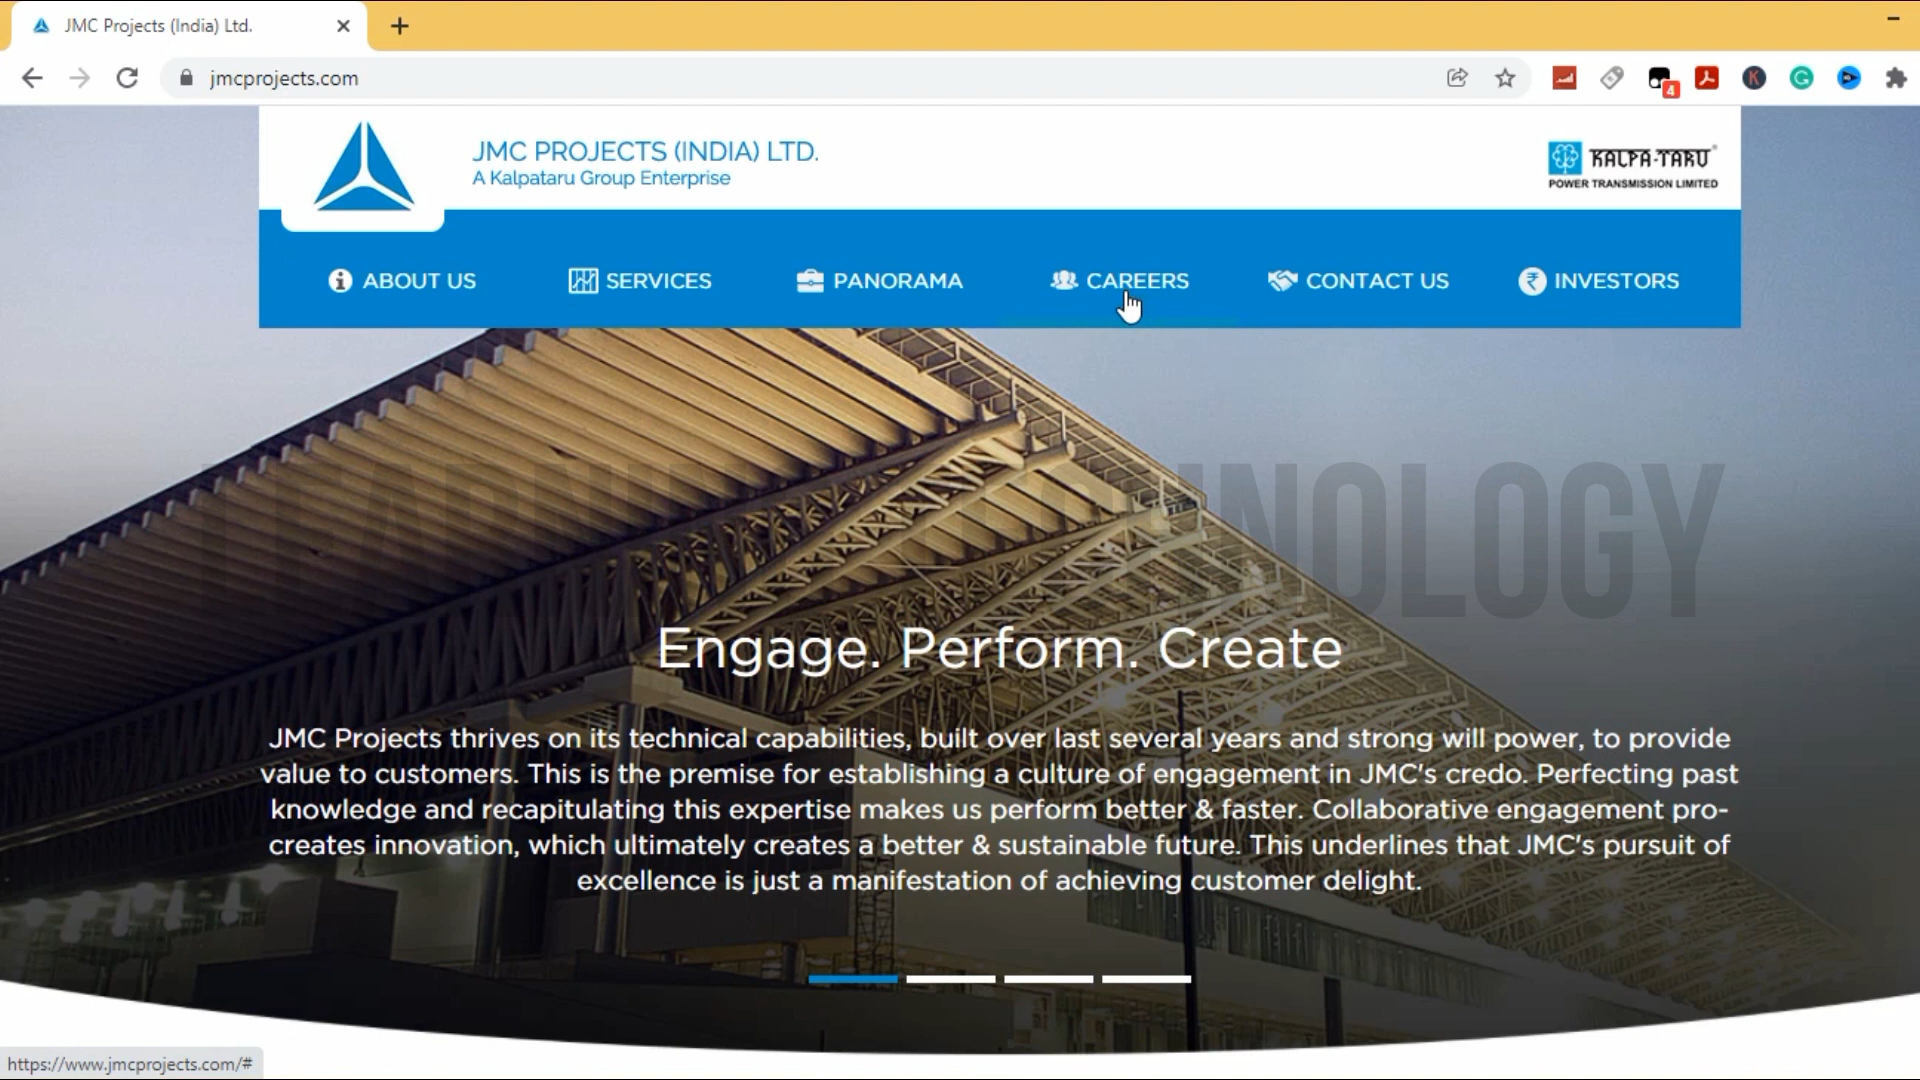 JMC Projects (India) Ltd.
jmcprojects.com
4
K
G
JMC PROJECTS (INDIA) LTD.
A Kalpataru Group Enterprise
KALPA-TARU®
POWER TRANSMISSION LIMITED
ABOUT US
SERVICES
PANORAMA
CAREERS
CONTACT US
INVESTORS
Engage. Perform. Create
JMC Projects thrives on its technical capabilities, built over last several years and strong will power, to provide
value to customers. This is the premise for establishing a culture of engagement in JMC's credo. Perfecting past
knowledge and recapitulating this expertise makes us perform better & faster. Collaborative engagement pro-
creates innovation, which ultimately creates a better & sustainable future. This underlines that JMC's pursuit of
excellence is just a manifestation of achieving customer delight.
https://www.jmcprojects.com/#